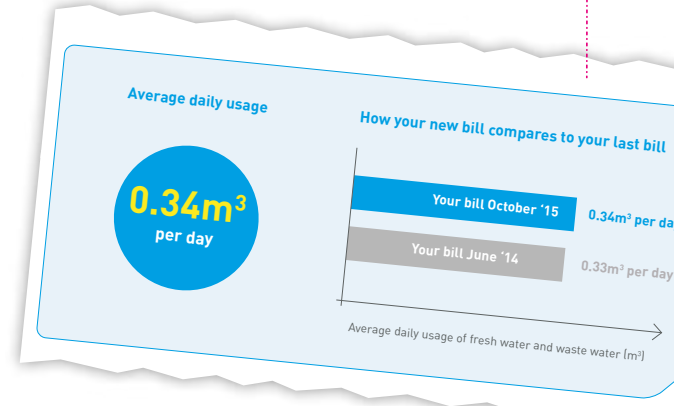 Average daily usage
0.34m³
per day
How your new bill compares to your last bill
Your bill October ‘15
0.34m³ per da
Your bill June ‘14
0.33m³ per day
Average daily usage of fresh water and waste water (m³)